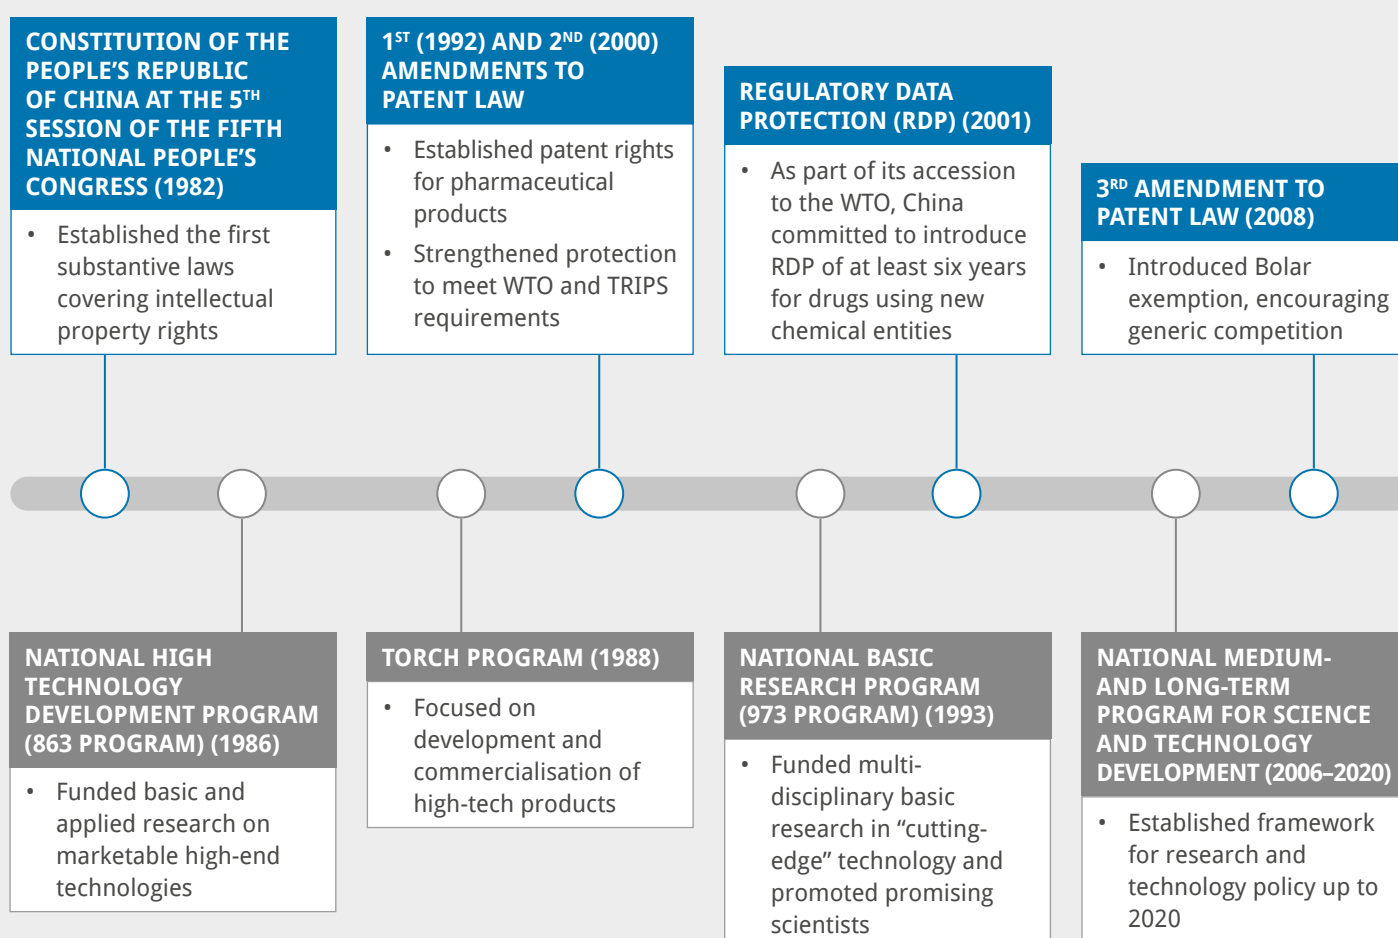 CONSTITUTION OF THE
PEOPLE’S REPUBLIC
OF CHINA AT THE 5TH
SESSION OF THE FIFTH
NATIONAL PEOPLE’S
CONGRESS (1982)
• Established the first
substantive laws
covering intellectual
property rights
1ST (1992) AND 2ND (2000)
AMENDMENTS TO
PATENT LAW
• Established patent rights
for pharmaceutical
products
• Strengthened protection
to meet WTO and TRIPS
requirements
REGULATORY DATA
PROTECTION (RDP) (2001)
• As part of its accession
to the WTO, China
committed to introduce
RDP of at least six years
for drugs using new
chemical entities
3RD AMENDMENT TO
PATENT LAW (2008)
• Introduced Bolar
exemption, encouraging
generic competition
NATIONAL HIGH
TECHNOLOGY
DEVELOPMENT PROGRAM
(863 PROGRAM) (1986)
• Funded basic and
applied research on
marketable high-end
technologies
TORCH PROGRAM (1988)
• Focused on
development and
commercialisation of
high-tech products
NATIONAL BASIC
RESEARCH PROGRAM
(973 PROGRAM) (1993)
• Funded multi-
disciplinary basic
research in “cutting-
edge” technology and
promoted promising
scientists
NATIONAL MEDIUM-
AND LONG-TERM
PROGRAM FOR SCIENCE
AND TECHNOLOGY
DEVELOPMENT (2006–2020)
• Established framework
for research and
technology policy up to
2020